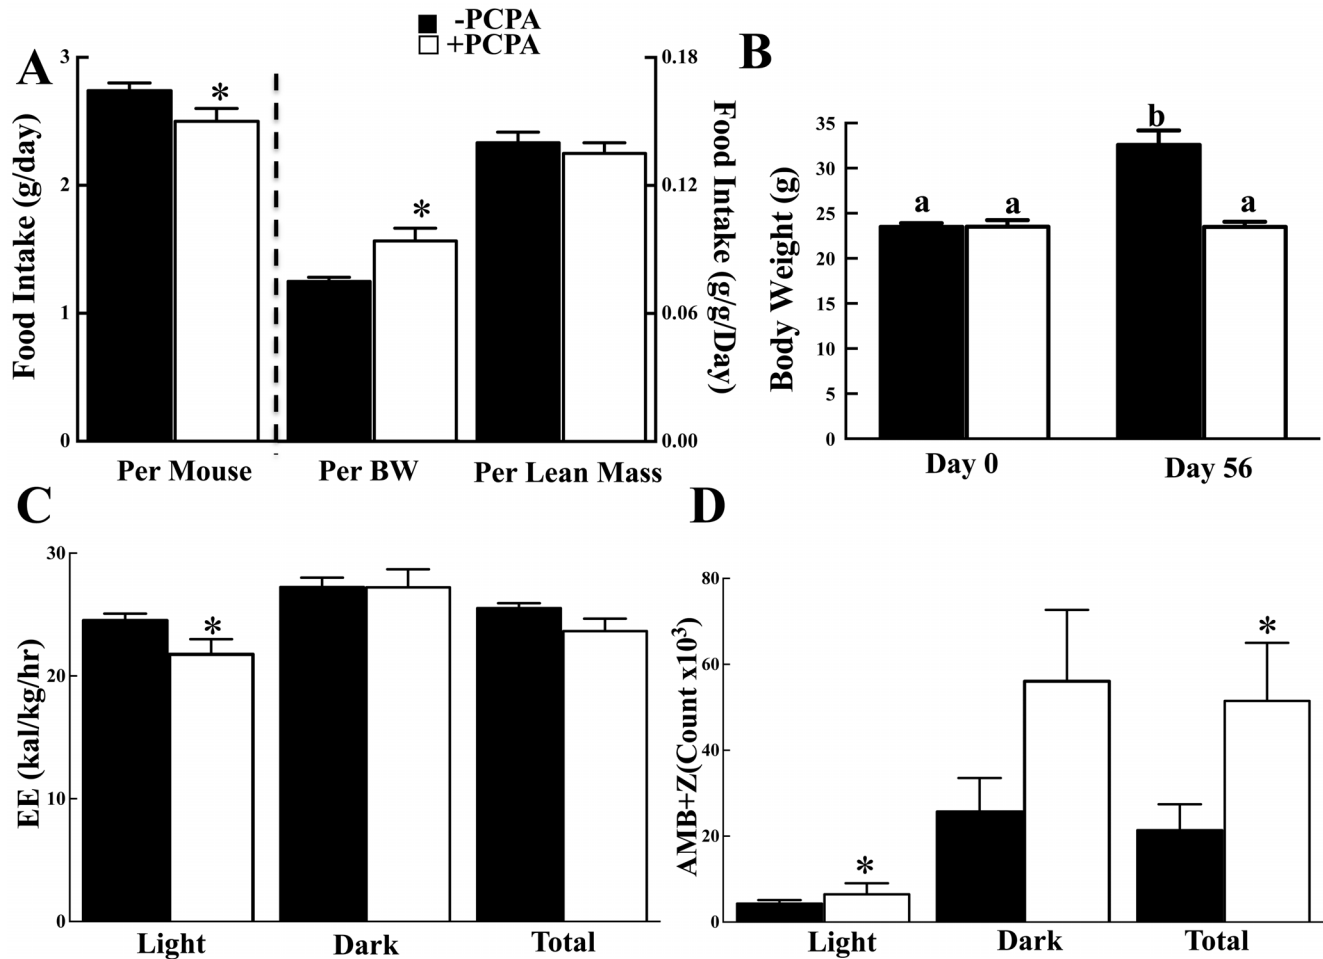 -PCPA
+PCPA
A
Food Intake (g/day)
3
2
1
0
*
*
Per Mouse
Per BW
Per Lean Mass
0.18
0.12
0.06
0.00
Food Intake (g/g/Day)
B
Body Weight (g)
35
30
25
20
15
10
5
0
a
a
b
a
Day 0
Day 56
C
EE (kal/kg/hr)
30
20
10
0
*
Light
Dark
Total
D
AMB+Z(Count x10³)
80
60
40
20
0
*
*
Light
Dark
Total